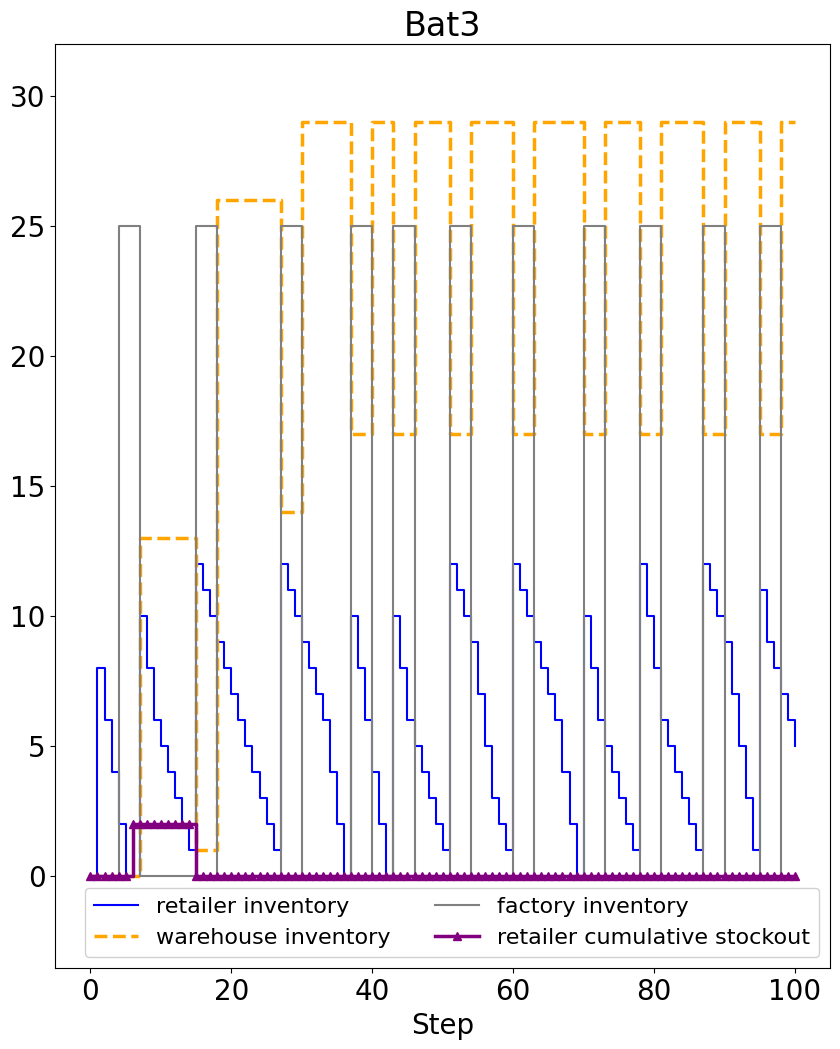 Bat3
30
25
20
15
10
5
0
retailer inventory
warehouse inventory
factory inventory
retailer cumulative stockout
0 20 40 60 80 100
Step